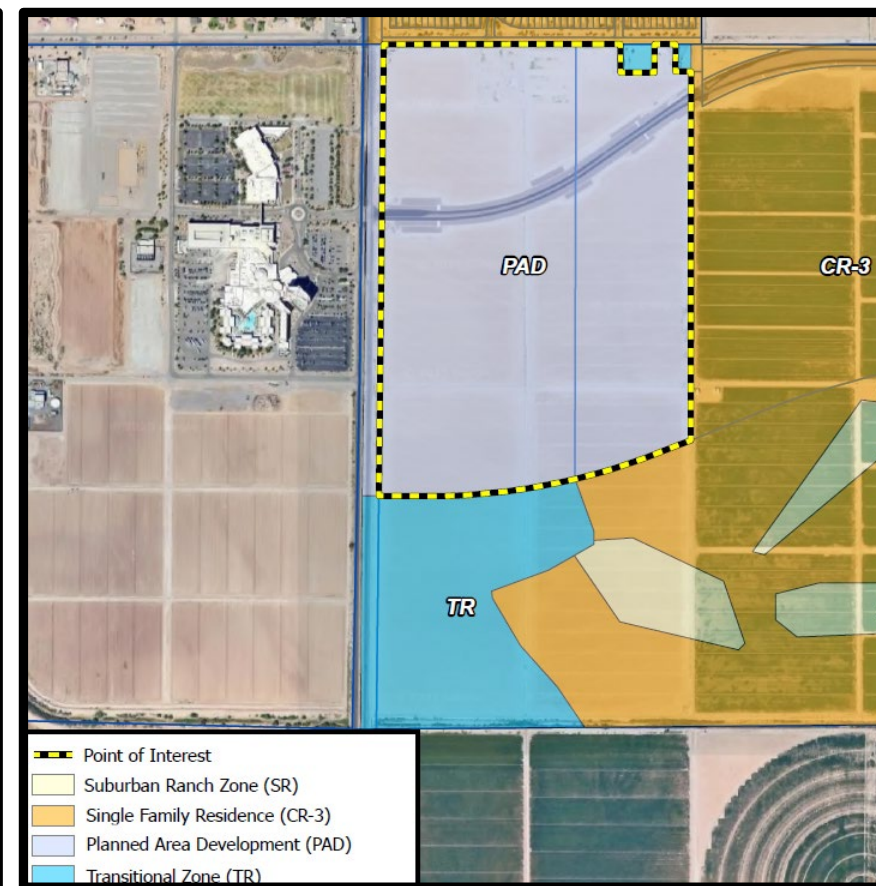 PAD
CR-3
TR
Point of Interest
Suburban Ranch Zone (SR)
Single Family Residence (CR-3)
Planned Area Development (PAD)
Transitional Zone (TR)